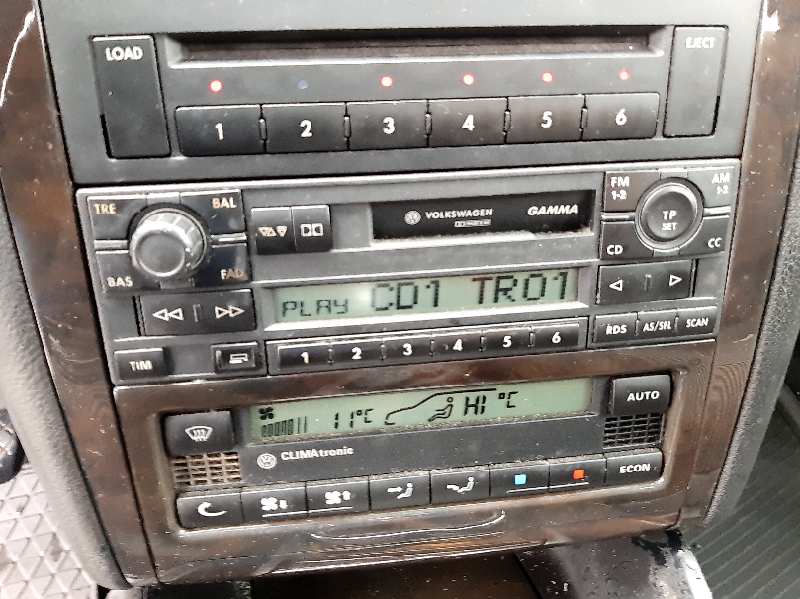 LOAD
EJECT
1 2 3 4 5 6
TRE BAL
VOLKSWAGEN GAMMA
FM 1-2
AM 1-2
TP SET
BAS FAD
CD CC
PLAY CD1 TR01
TIM
1 2 3 4 5 6
RDS AS/SIL SCAN
11°C HI °C
AUTO
CLIMAtronic
ECON